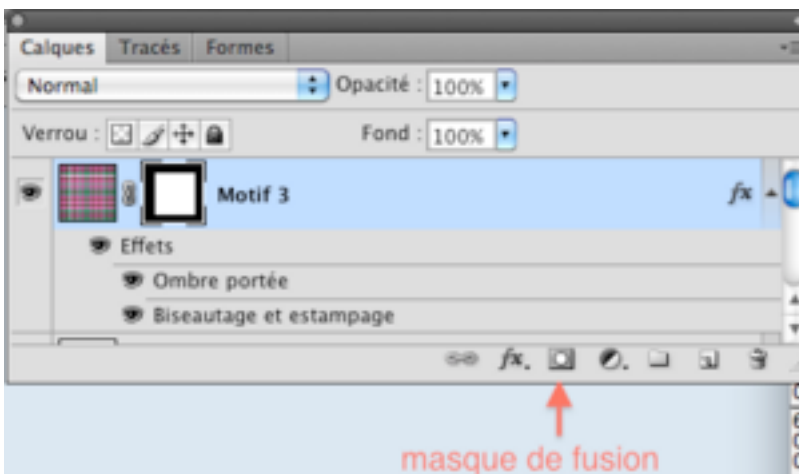 Calques Tracés Formes
Normal Opacité : 100%
Verrou : Fond : 100%
Motif 3 fx
Effets
Ombre portée
Biseautage et estampage
fx.
masque de fusion